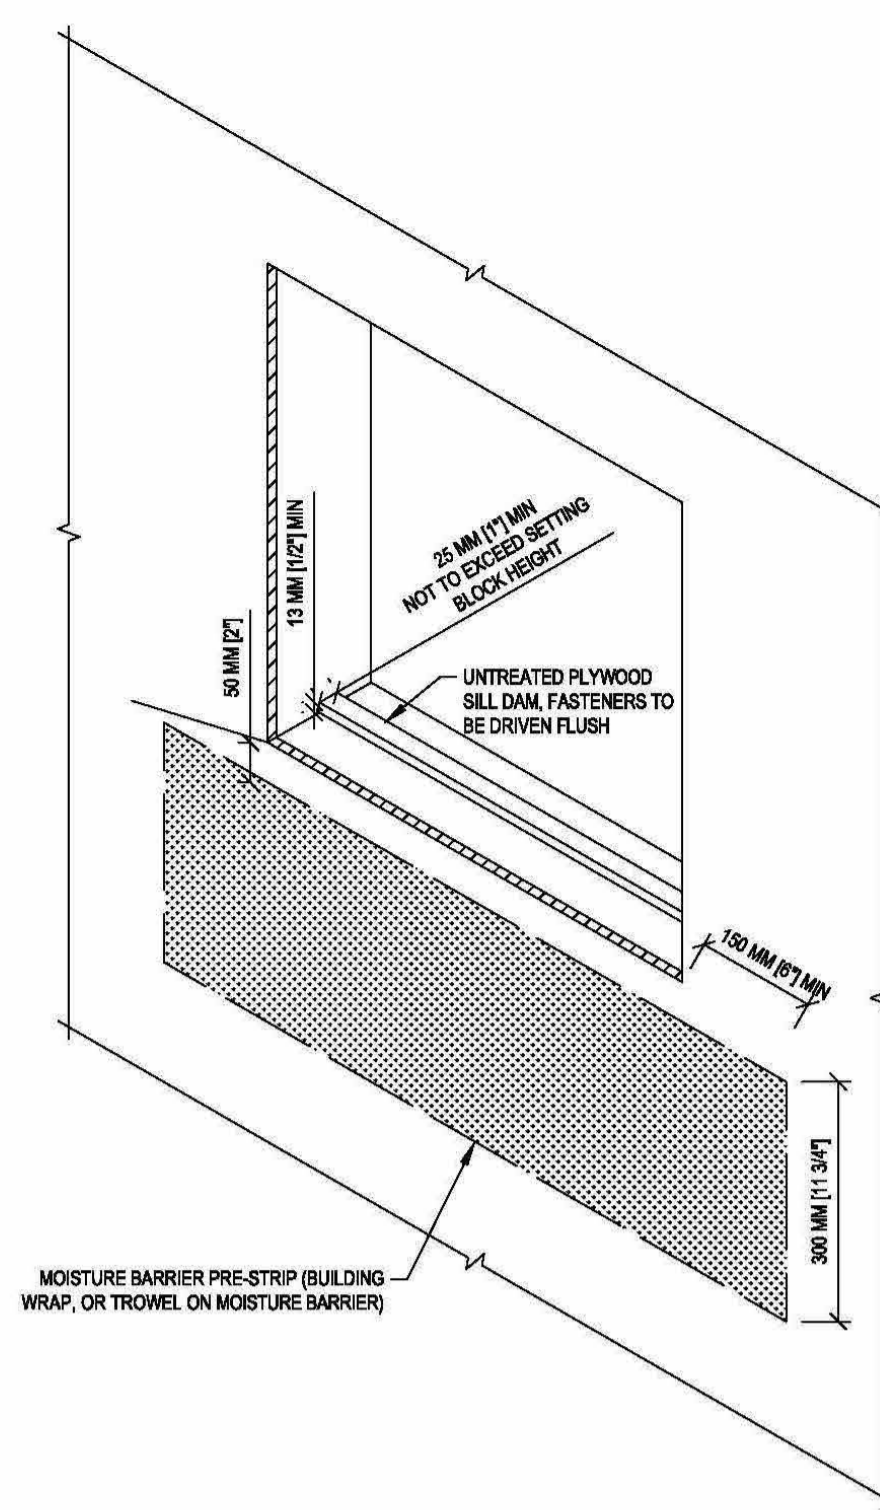 25 MM [1"] MIN
NOT TO EXCEED SETTING
BLOCK HEIGHT
13 MM [1/2"] MIN
50 MM [2"]
UNTREATED PLYWOOD
SILL DAM, FASTENERS TO
BE DRIVEN FLUSH
150 MM [6"] MIN
300 MM [11 3/4"]
MOISTURE BARRIER PRE-STRIP (BUILDING
WRAP, OR TROWEL ON MOISTURE BARRIER)